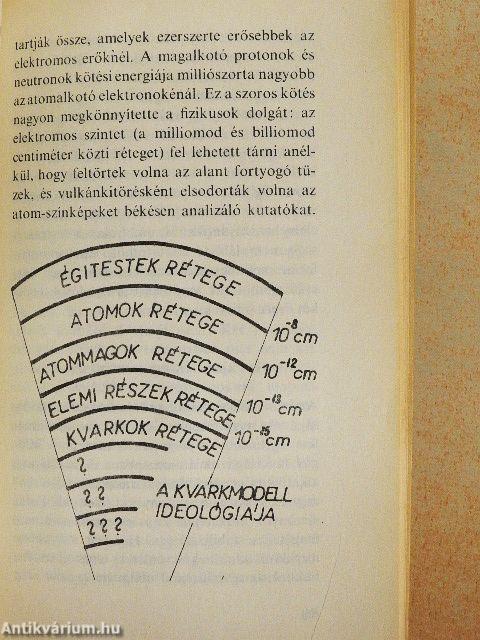 tartják össze, amelyek ezerszerte erősebbek az
elektromos erőknél. A magalkotó protonok és
neutronok kötési energiája milliószorta nagyobb
az atomalkotó elektronokénál. Ez a szoros kötés
nagyon megkönnyítette a fizikusok dolgát: az
elektromos szintet (a milliomod és billiomod
centiméter közti réteget) fel lehetett tárni anél-
kül, hogy feltörtek volna az alant fortyogó tü-
zek, és vulkánkitörésként elsodorták volna az
atom-színképeket békésen analizáló kutatókat.
ÉGITESTEK RÉTEGE
ATOMOK RÉTEGE
10⁻⁸ cm
ATOMMAGOK RÉTEGE
10⁻¹² cm
ELEMI RÉSZEK RÉTEGE
10⁻¹³ cm
KVARKOK RÉTEGE
10⁻¹⁵ cm
?
? ?
? ? ?
A KVARKMODELL
IDEOLÓGIÁJA
Antikvárium.hu